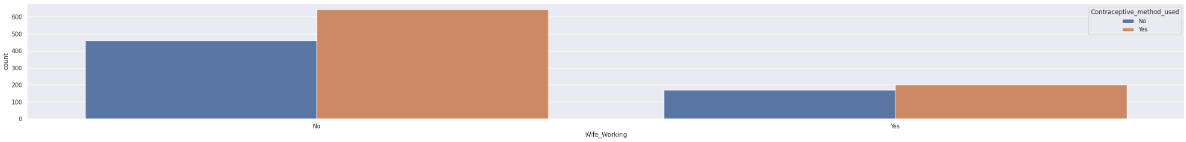 Contraceptive_method_used
No
Yes
600
500
400
300
200
100
0
count
No
Yes
Wife_Working